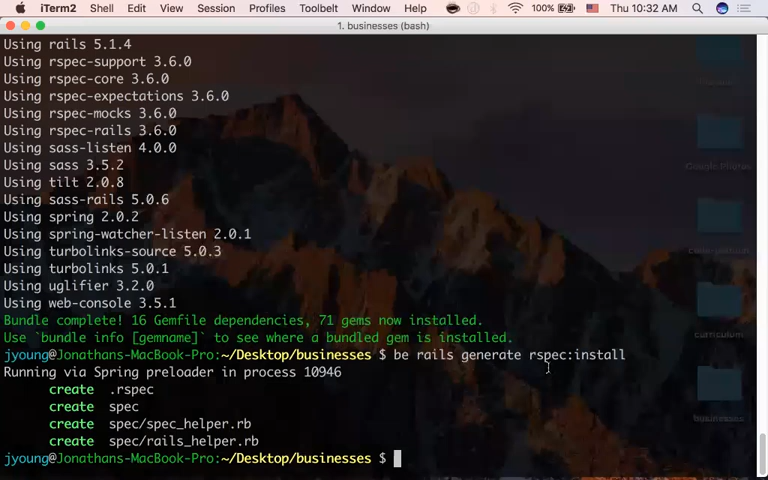 iTerm2 Shell Edit View Session Profiles Toolbelt Window Help 100% Thu 10:32 AM
1. businesses (bash)
Using rails 5.1.4
Using rspec-support 3.6.0
Using rspec-core 3.6.0
Using rspec-expectations 3.6.0
Using rspec-mocks 3.6.0
Using rspec-rails 3.6.0
Using sass-listen 4.0.0
Using sass 3.5.2
Using tilt 2.0.8
Using sass-rails 5.0.6
Using spring 2.0.2
Using spring-watcher-listen 2.0.1
Using turbolinks-source 5.0.3
Using turbolinks 5.0.1
Using uglifier 3.2.0
Using web-console 3.5.1
Bundle complete! 16 Gemfile dependencies, 71 gems now installed.
Use `bundle info [gemname]` to see where a bundled gem is installed.
jyoung@Jonathans-MacBook-Pro:~/Desktop/businesses $ be rails generate rspec:install
Running via Spring preloader in process 10946
create .rspec
create spec
create spec/spec_helper.rb
create spec/rails_helper.rb
jyoung@Jonathans-MacBook-Pro:~/Desktop/businesses $
Google Photos
curriculum
businesses